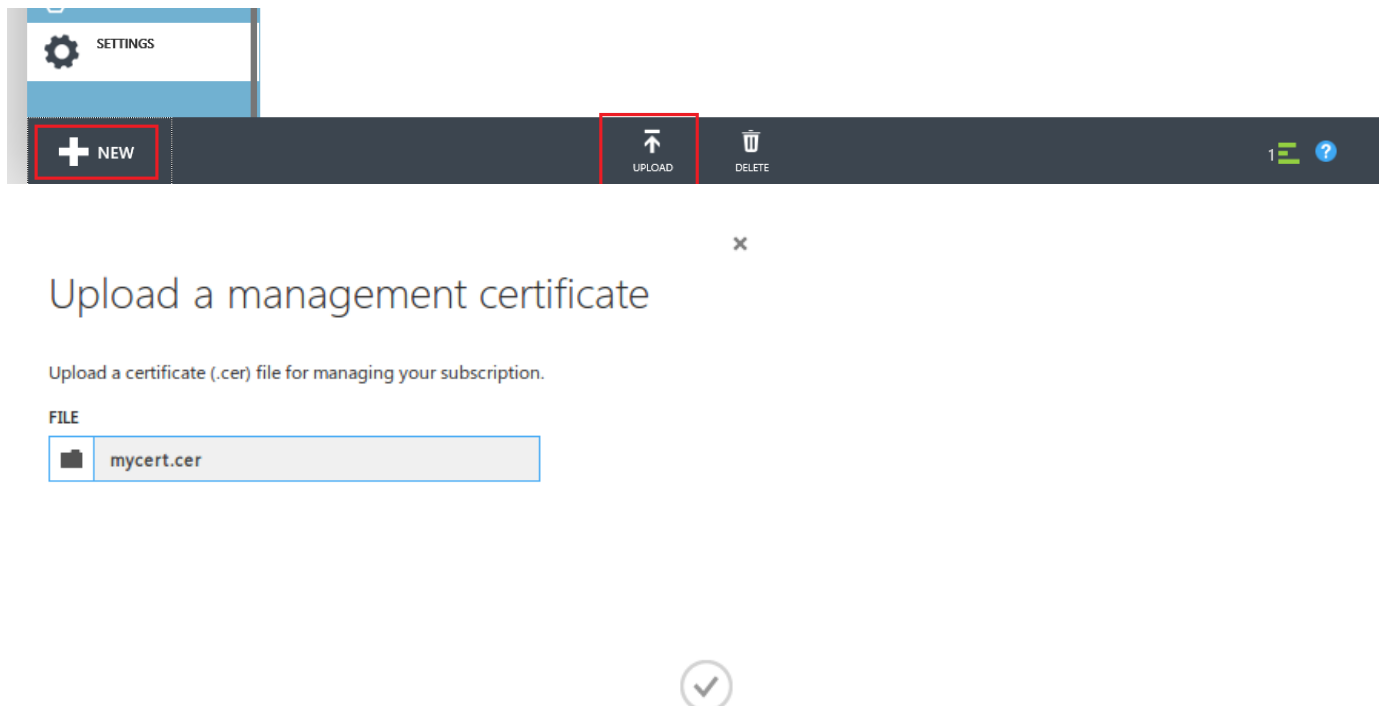 SETTINGS
NEW
UPLOAD
DELETE
1
?
Upload a management certificate
Upload a certificate (.cer) file for managing your subscription.
FILE
mycert.cer